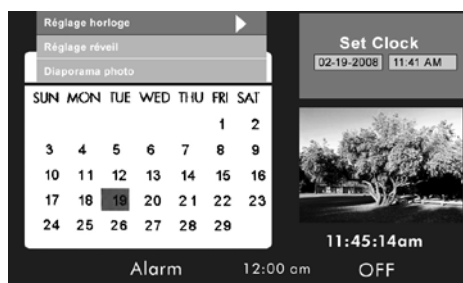 Réglage horloge
Réglage réveil
Diaporama photo
SUN MON TUE WED THU FRI SAT
1 2
3 4 5 6 7 8 9
10 11 12 13 14 15 16
17 18 19 20 21 22 23
24 25 26 27 28 29
Set Clock
02-19-2008 11:41 AM
11:45:14am
Alarm 12:00 am OFF